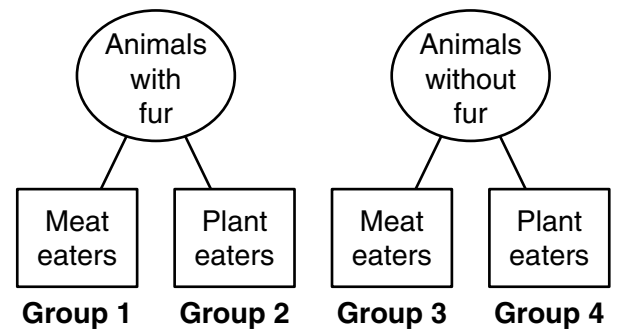 Animals
with
fur
Animals
without
fur
Meat
eaters
Plant
eaters
Meat
eaters
Plant
eaters
Group 1
Group 2
Group 3
Group 4